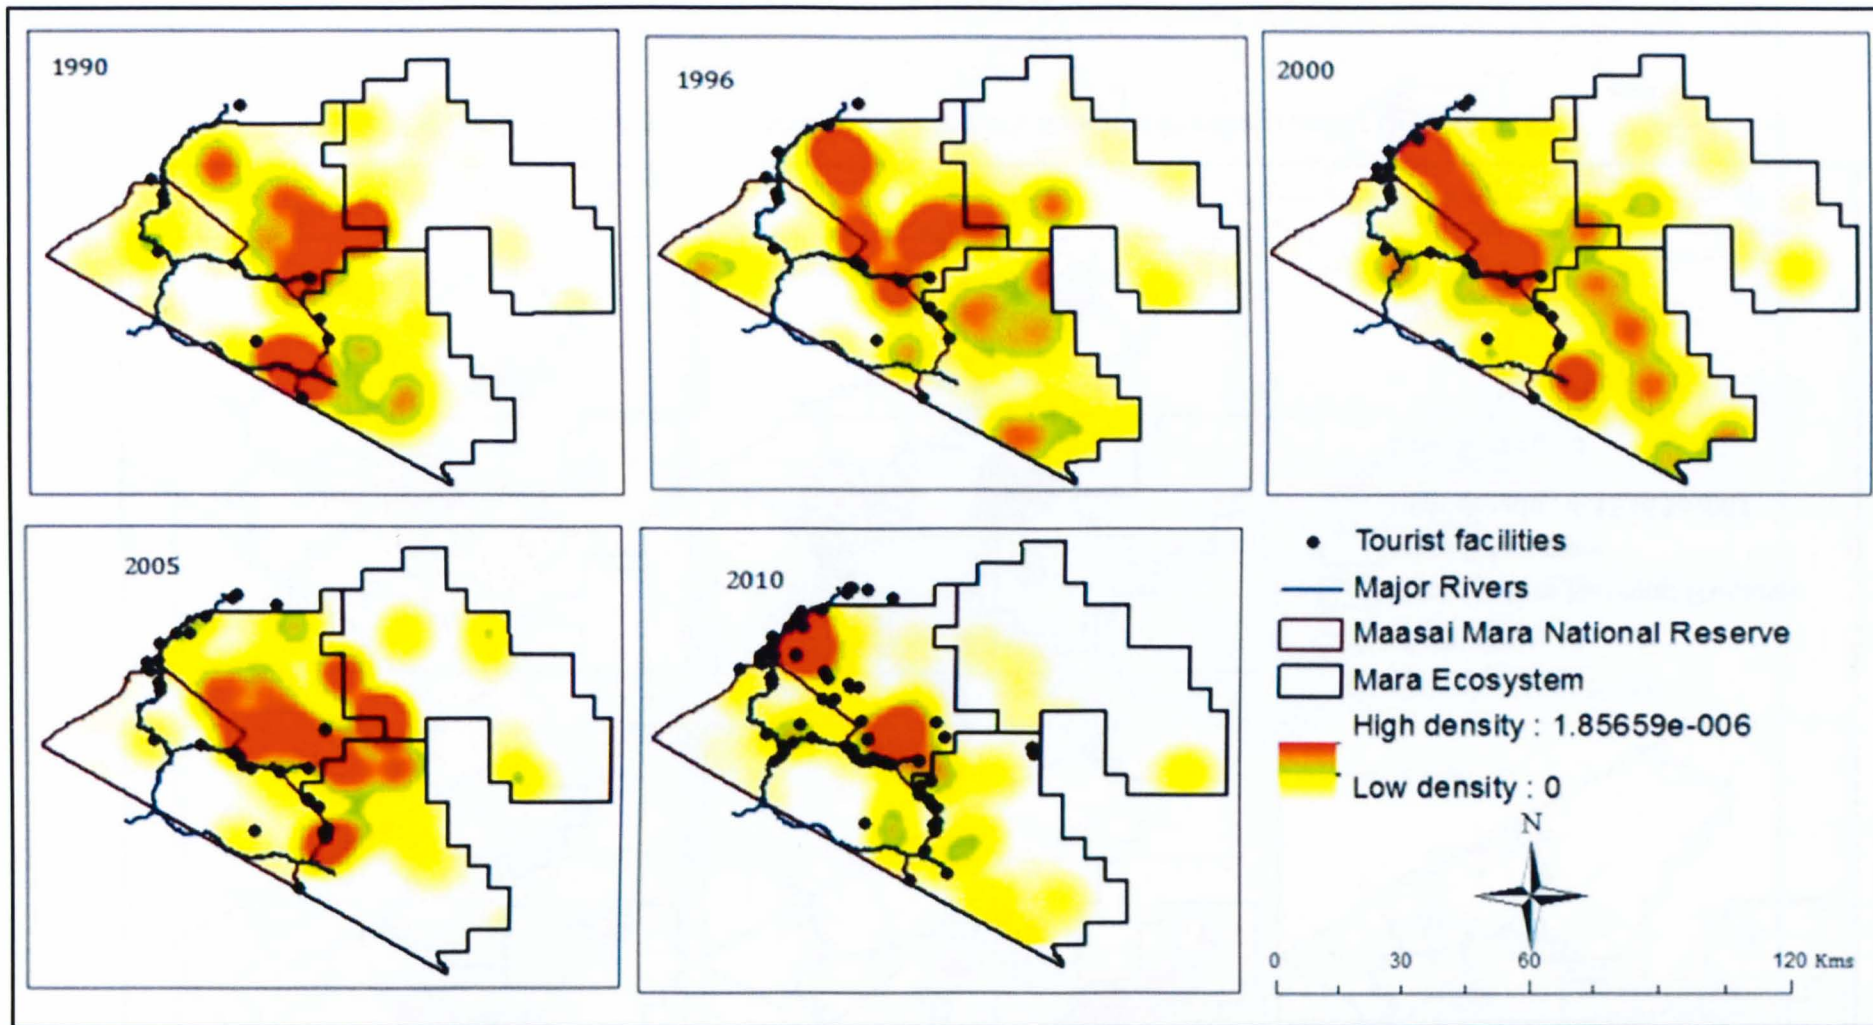 1990
1996
2000
2005
2010
Tourist facilities
Major Rivers
Maasai Mara National Reserve
Mara Ecosystem
High density : 1.85659e-006
Low density : 0
N
0 30 60 120 Kms